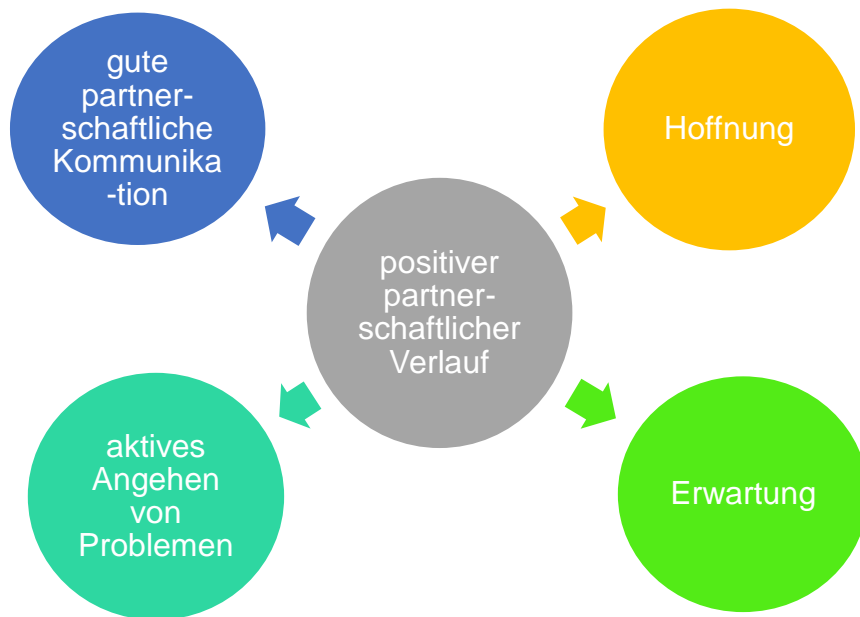 gute
partner-
schaftliche
Kommunika
-tion
Hoffnung
positiver
partner-
schaftlicher
Verlauf
aktives
Angehen
von
Problemen
Erwartung